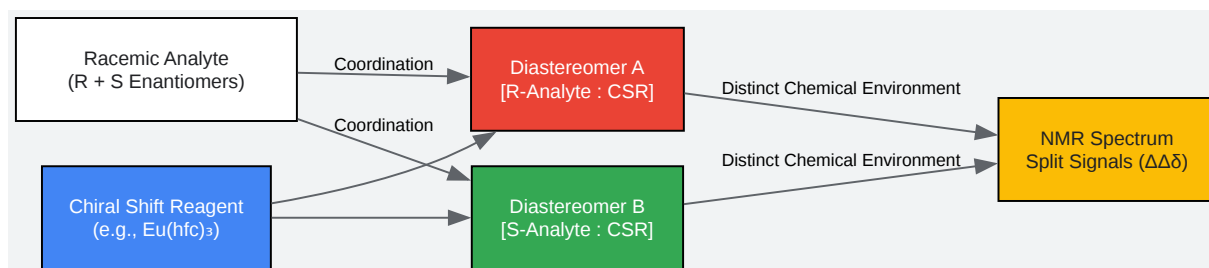 Racemic Analyte
(R + S Enantiomers)
Coordination
Diastereomer A
[R-Analyte : CSR]
Distinct Chemical Environment
NMR Spectrum
Split Signals (ΔΔδ)
Coordination
Distinct Chemical Environment
Chiral Shift Reagent
(e.g., Eu(hfc)₃)
Diastereomer B
[S-Analyte : CSR]